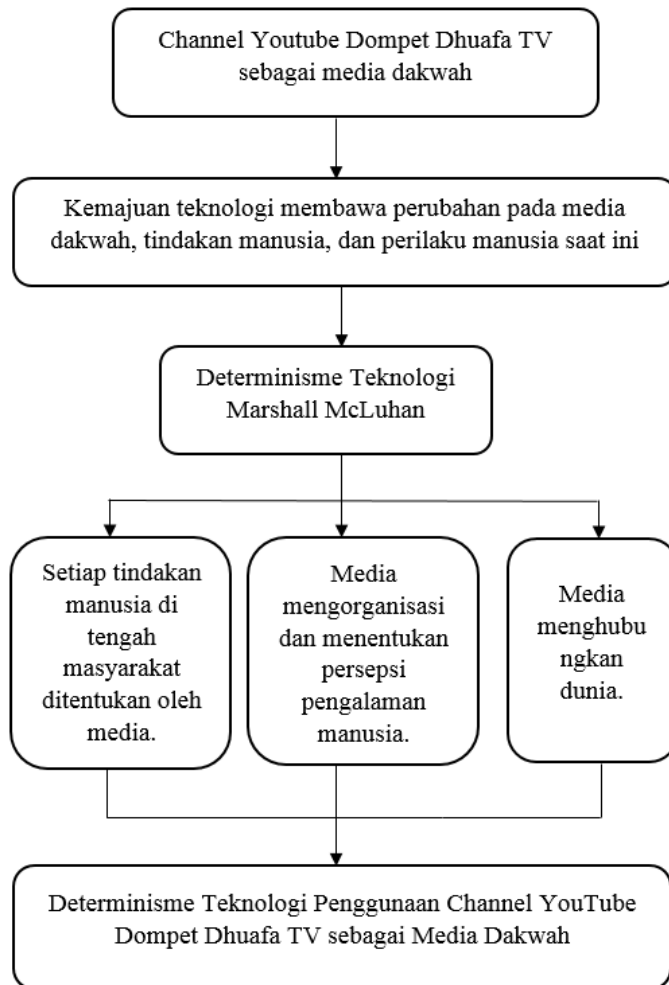 Channel Youtube Dompet Dhuafa TV
sebagai media dakwah
Kemajuan teknologi membawa perubahan pada media
dakwah, tindakan manusia, dan perilaku manusia saat ini
Determinisme Teknologi
Marshall McLuhan
Setiap tindakan
manusia di
tengah
masyarakat
ditentukan oleh
media.
Media
mengorganisasi
dan menentukan
persepsi
pengalaman
manusia.
Media
menghubu
ngkan
dunia.
Determinisme Teknologi Penggunaan Channel YouTube
Dompet Dhuafa TV sebagai Media Dakwah